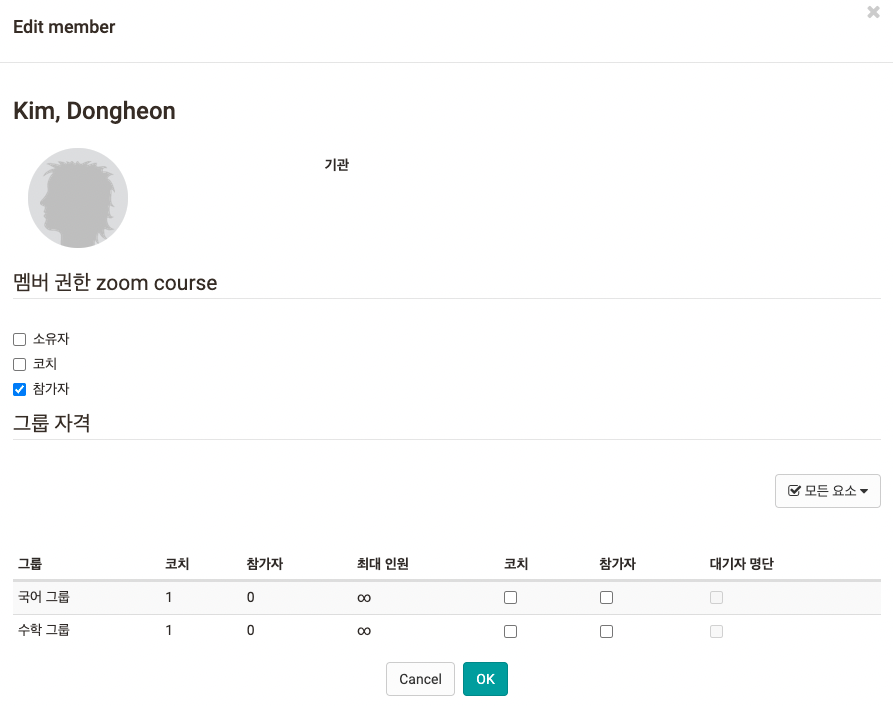 Edit member
Kim, Dongheon
기관
멤버 권한 zoom course
소유자
코치
참가자
그룹 자격
모든 요소
그룹 코치 참가자 최대 인원 코치 참가자 대기자 명단
국어 그룹 1 0 ∞
수학 그룹 1 0 ∞
Cancel OK